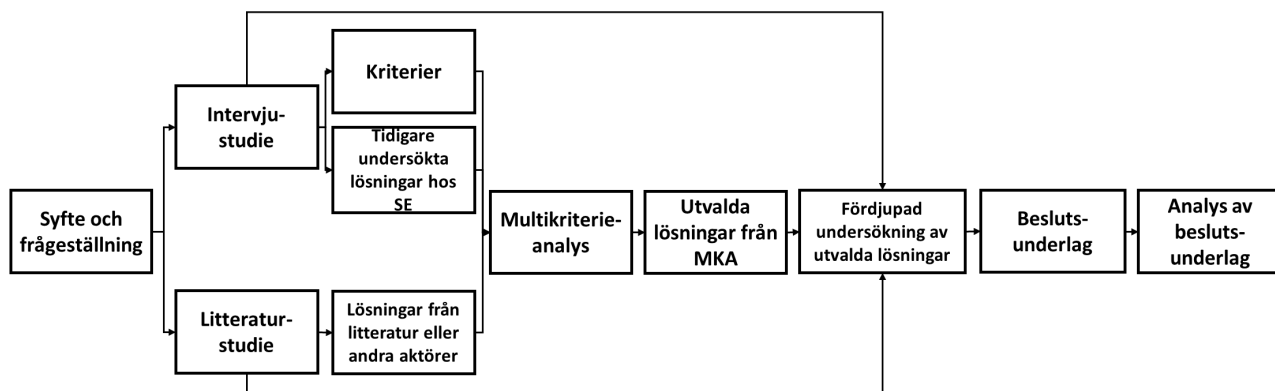 Syfte och
frågeställning
Intervju-
studie
Kriterier
Tidigare
undersökta
lösningar hos
SE
Litteratur-
studie
Lösningar från
litteratur eller
andra aktörer
Multikriterie-
analys
Utvalda
lösningar från
MKA
Fördjupad
undersökning av
utvalda lösningar
Besluts-
underlag
Analys av
besluts-
underlag